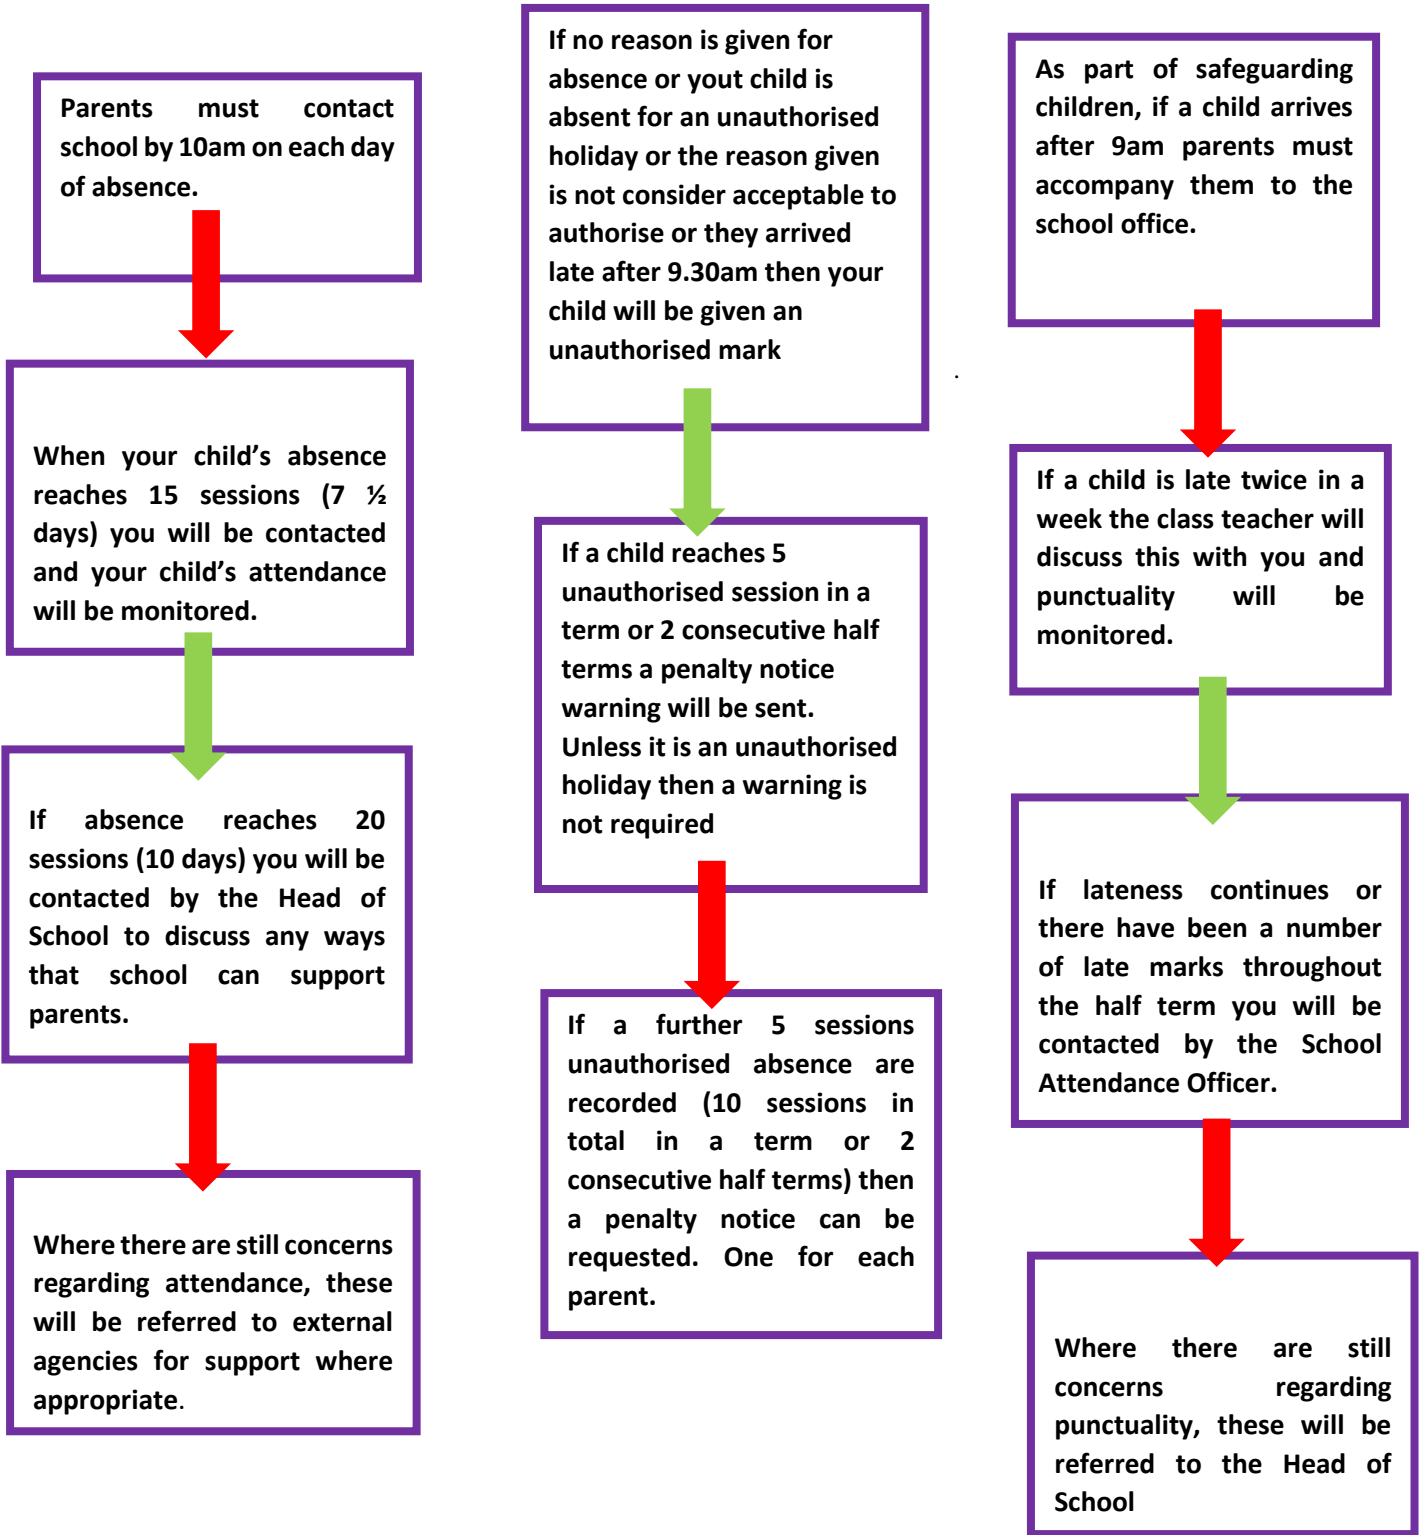 Parents must contact
school by 10am on each day
of absence.
When your child’s absence
reaches 15 sessions (7 ½
days) you will be contacted
and your child’s attendance
will be monitored.
If absence reaches 20
sessions (10 days) you will be
contacted by the Head of
School to discuss any ways
that school can support
parents.
Where there are still concerns
regarding attendance, these
will be referred to external
agencies for support where
appropriate.
If no reason is given for
absence or yout child is
absent for an unauthorised
holiday or the reason given
is not consider acceptable to
authorise or they arrived
late after 9.30am then your
child will be given an
unauthorised mark
If a child reaches 5
unauthorised session in a
term or 2 consecutive half
terms a penalty notice
warning will be sent.
Unless it is an unauthorised
holiday then a warning is
not required
If a further 5 sessions
unauthorised absence are
recorded (10 sessions in
total in a term or 2
consecutive half terms) then
a penalty notice can be
requested. One for each
parent.
.
As part of safeguarding
children, if a child arrives
after 9am parents must
accompany them to the
school office.
If a child is late twice in a
week the class teacher will
discuss this with you and
punctuality will be
monitored.
If lateness continues or
there have been a number
of late marks throughout
the half term you will be
contacted by the School
Attendance Officer.
Where there are still
concerns regarding
punctuality, these will be
referred to the Head of
School